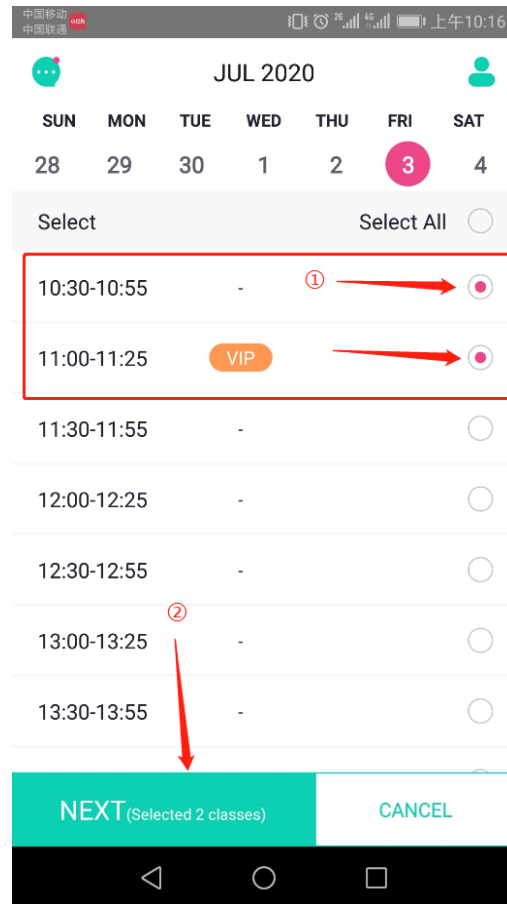 中国移动
中国联通
26 46 上午10:16
JUL 2020
SUN MON TUE WED THU FRI SAT
28 29 30 1 2 3 4
Select Select All
10:30-10:55 - ①
11:00-11:25 VIP
11:30-11:55 -
12:00-12:25 -
12:30-12:55 -
②
13:00-13:25 -
13:30-13:55 -
NEXT(Selected 2 classes) CANCEL